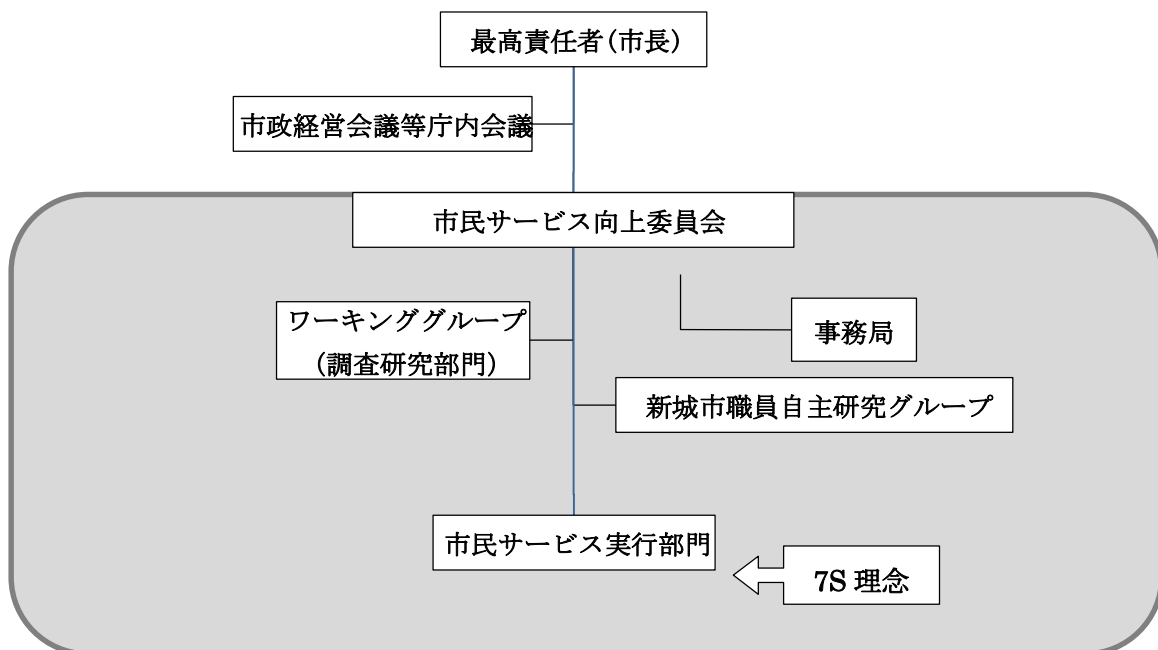 最高責任者（市長）
市政経営会議等庁内会議
市民サービス向上委員会
ワーキンググループ
（調査研究部門）
事務局
新城市職員自主研究グループ
市民サービス実行部門
7S 理念